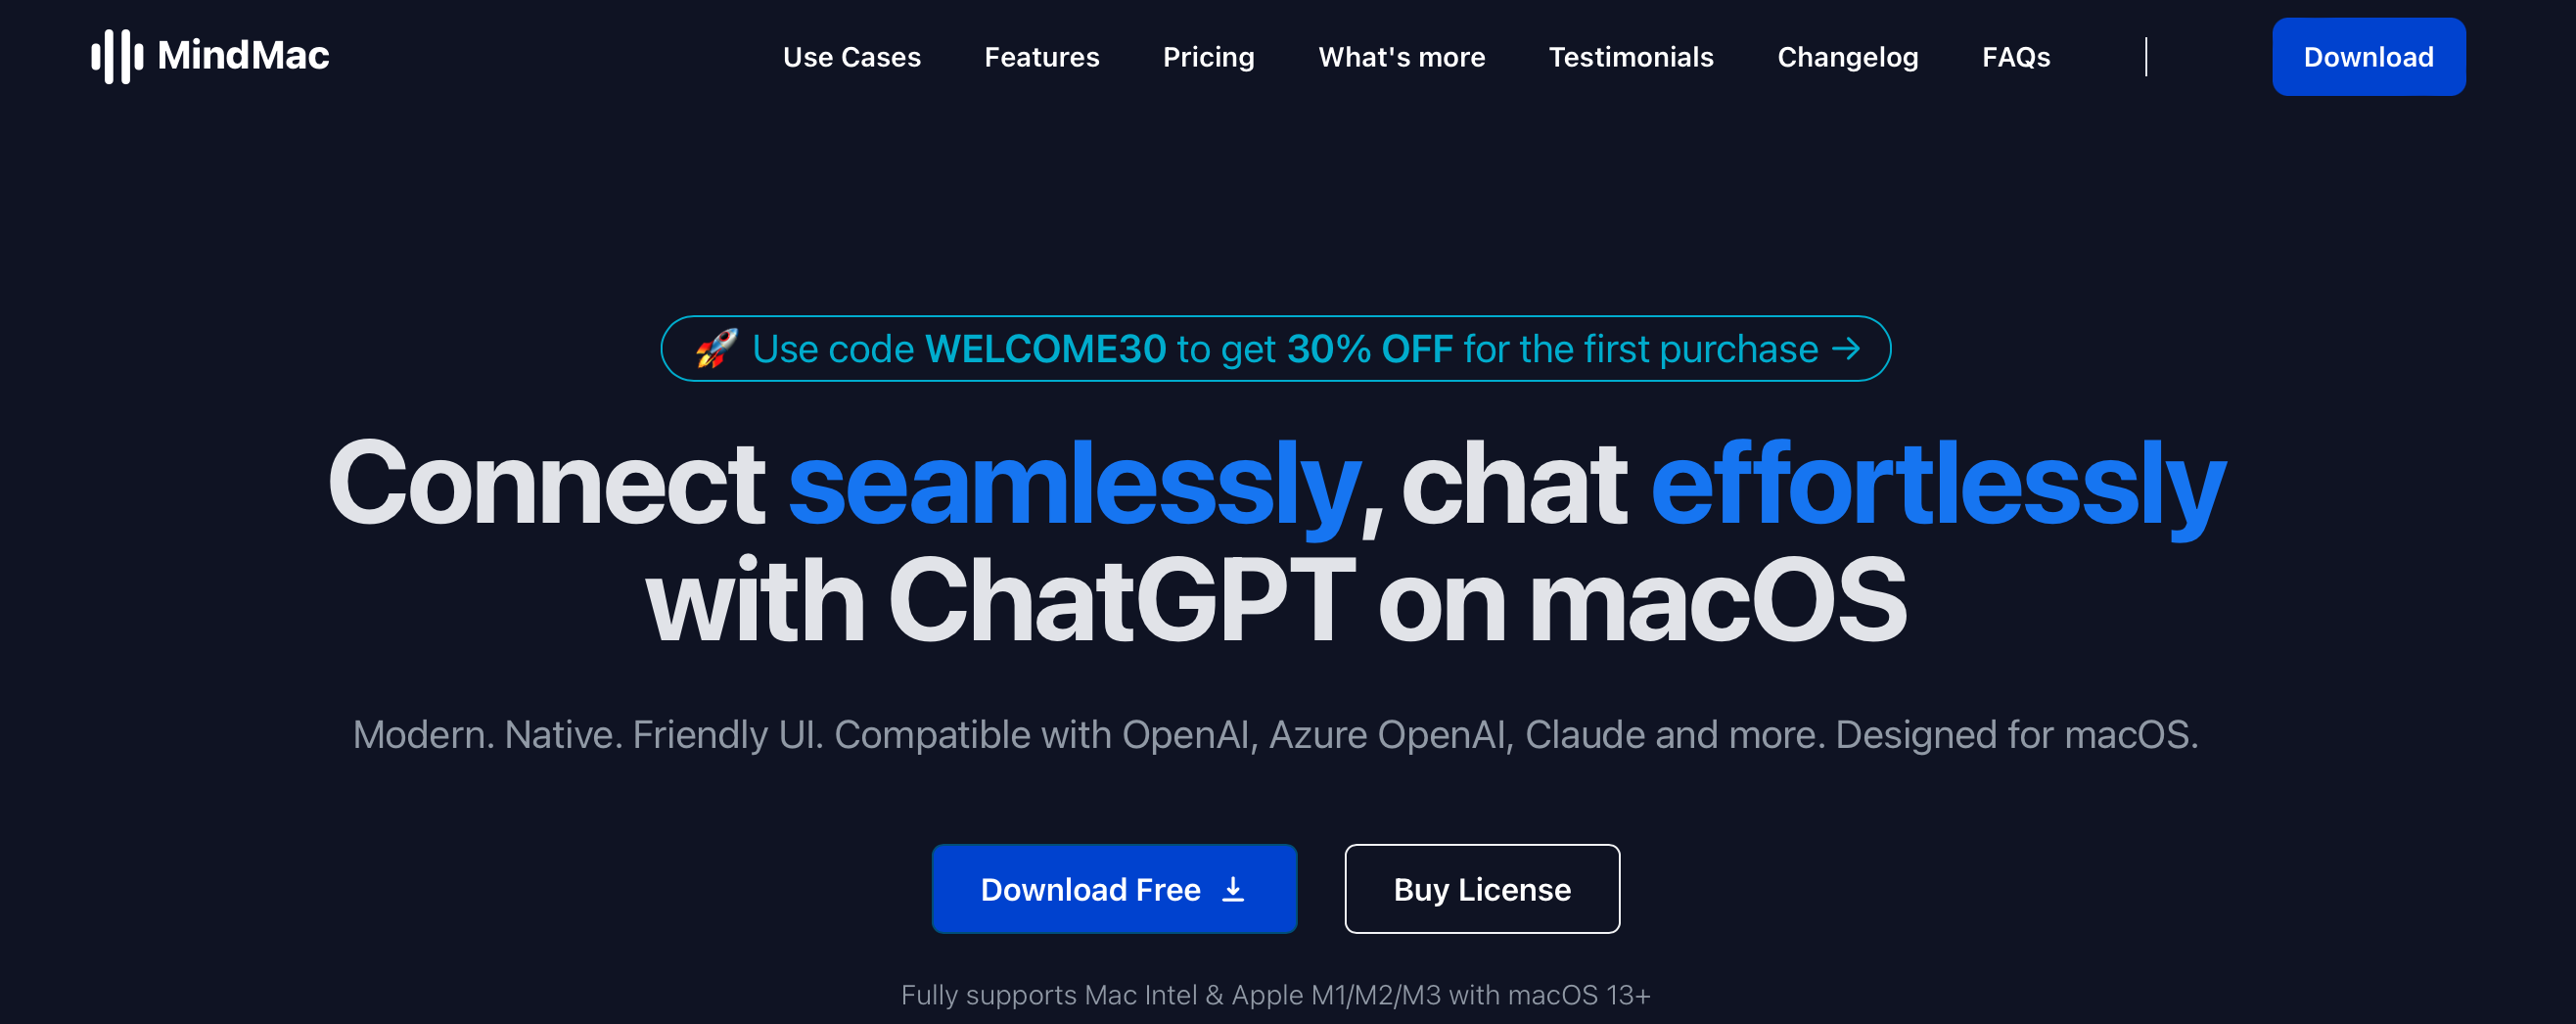 MindMac
Use Cases Features Pricing What's more Testimonials Changelog FAQs Download
🚀 Use code WELCOME30 to get 30% OFF for the first purchase →
Connect seamlessly, chat effortlessly
with ChatGPT on macOS
Modern. Native. Friendly UI. Compatible with OpenAI, Azure OpenAI, Claude and more. Designed for macOS.
Download Free
Buy License
Fully supports Mac Intel & Apple M1/M2/M3 with macOS 13+